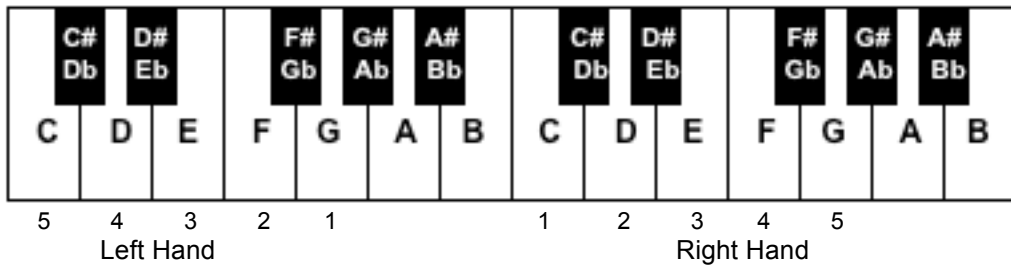 C# D# F# G# A# C# D# F# G# A#
Db Eb Gb Ab Bb Db Eb Gb Ab Bb
C D E F G A B C D E F G A B
5 4 3 2 1 1 2 3 4 5
Left Hand Right Hand